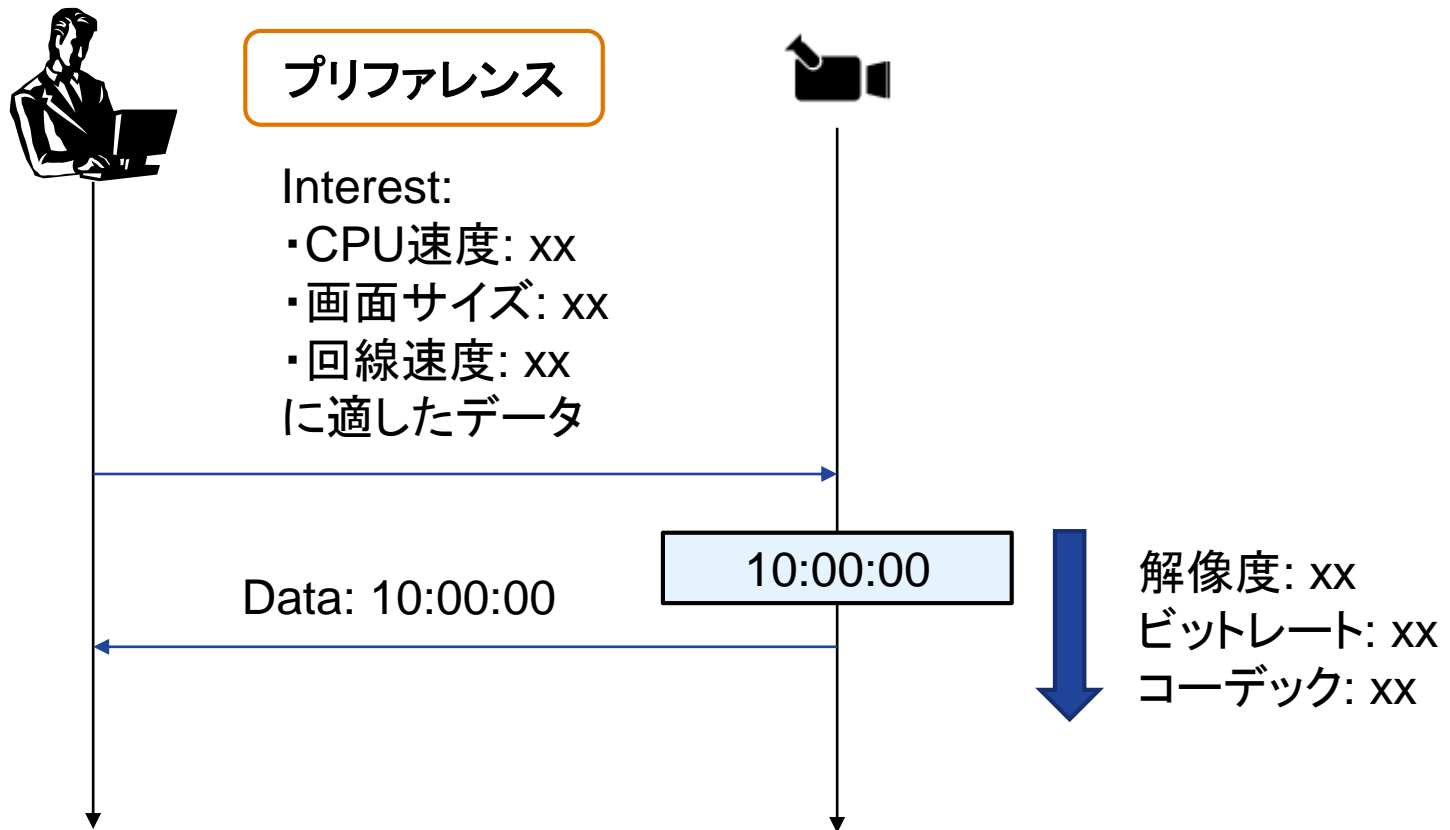 プリファレンス
Interest:
・CPU速度: xx
・画面サイズ: xx
・回線速度: xx
に適したデータ
10:00:00
Data: 10:00:00
解像度: xx
ビットレート: xx
コーデック: xx